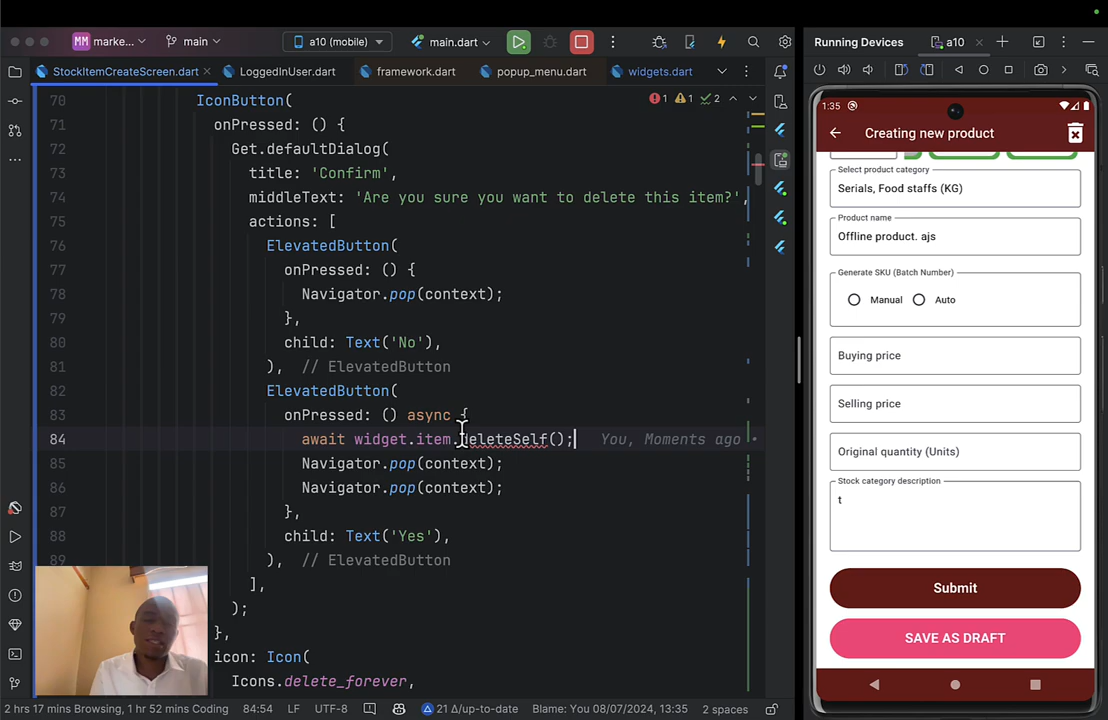 MM marke... main a10 (mobile) main.dart
Running Devices a10
StockItemCreateScreen.dart LoggedInUser.dart framework.dart popup_menu.dart widgets.dart
1 1 2
70 IconButton(
71 onPressed: () {
72 Get.defaultDialog(
73 title: 'Confirm',
74 middleText: 'Are you sure you want to delete this item?',
75 actions: [
76 ElevatedButton(
77 onPressed: () {
78 Navigator.pop(context);
79 },
80 child: Text('No'),
81 ), // ElevatedButton
82 ElevatedButton(
83 onPressed: () async {
84 await widget.item.deleteSelf(); You, Moments ago •
85 Navigator.pop(context);
86 Navigator.pop(context);
87 },
88 child: Text('Yes'),
89 ), // ElevatedButton
],
);
},
icon: Icon(
Icons.delete_forever,
1:35
Creating new product
Select product category
Serials, Food staffs (KG)
Product name
Offline product. ajs
Generate SKU (Batch Number)
Manual Auto
Buying price
Selling price
Original quantity (Units)
Stock category description
t
Submit
SAVE AS DRAFT
2 hrs 17 mins Browsing, 1 hr 52 mins Coding 84:54 LF UTF-8 21 Δ/up-to-date Blame: You 08/07/2024, 13:35 2 spaces